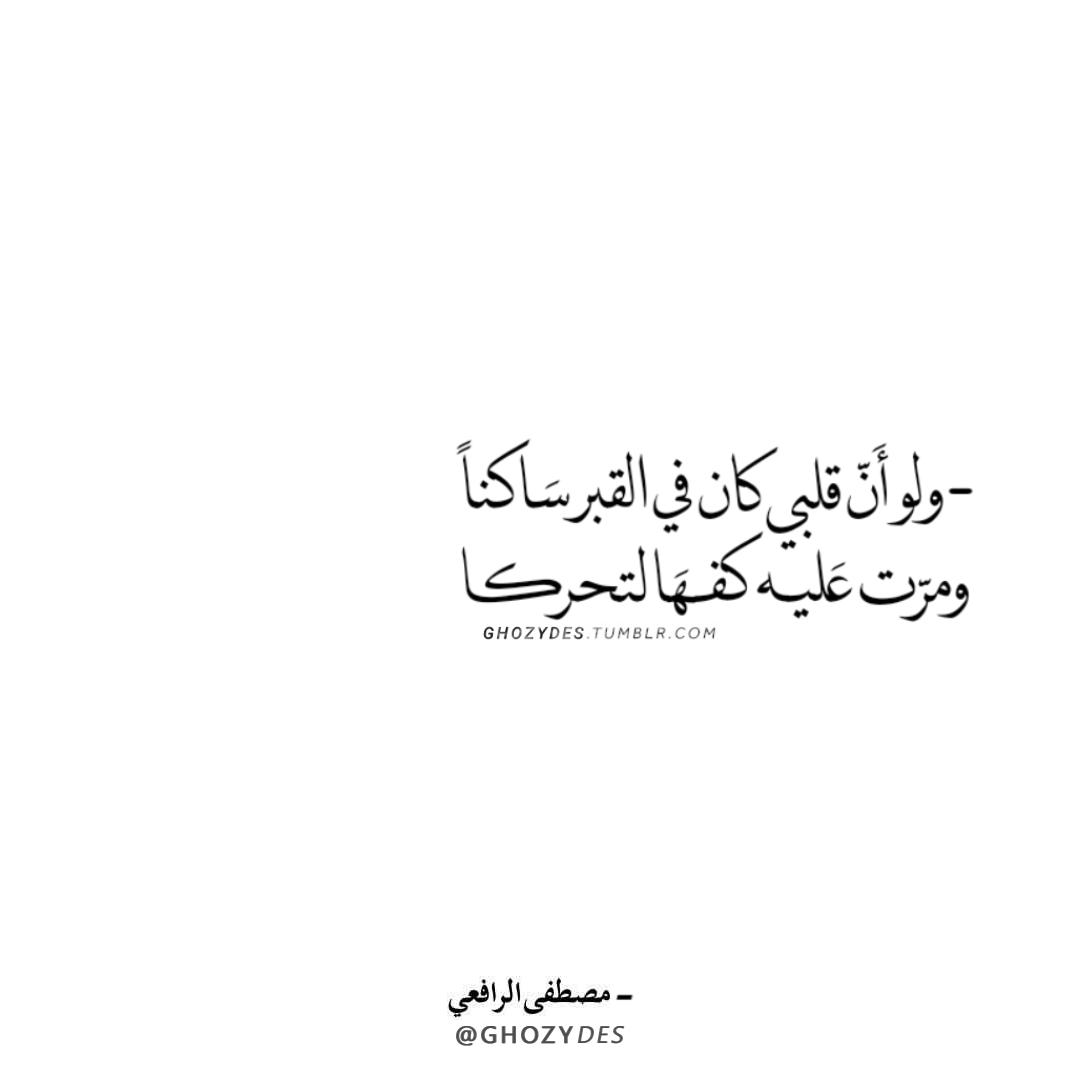 - ولو أَنّ قلبي كان في القبر سَاكناً
ومرّت عَليه كفهَا لتحركا
GHOZYDES.TUMBLR.COM
- مصطفى الرافعي
@GHOZYDES